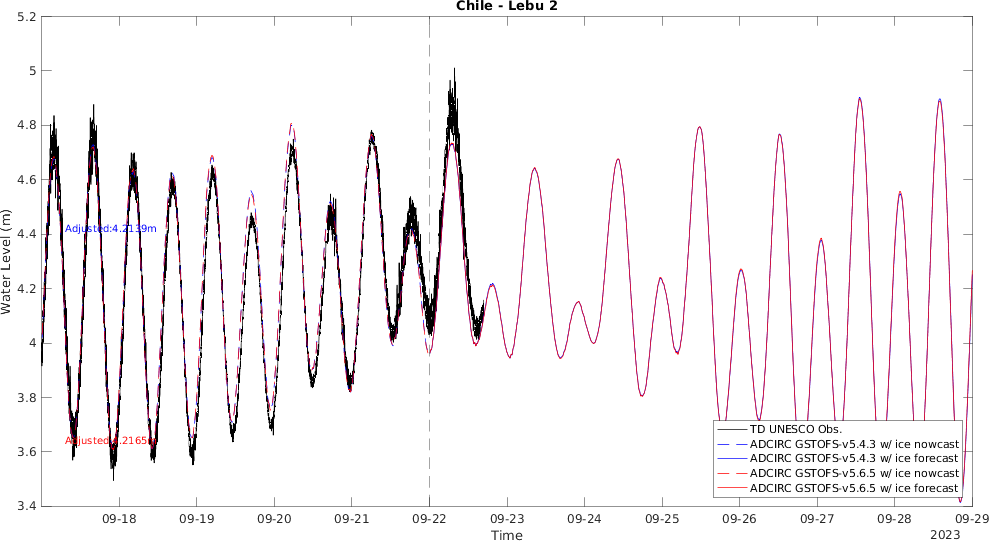 Chile - Lebu 2
5.2
5
4.8
4.6
4.4
4.2
4
3.8
3.6
3.4
Water Level (m)
Adjusted:4.2139m
Adjusted:4.2165m
TD UNESCO Obs.
ADCIRC GSTOFS-v5.4.3 w/ ice nowcast
ADCIRC GSTOFS-v5.4.3 w/ ice forecast
ADCIRC GSTOFS-v5.6.5 w/ ice nowcast
ADCIRC GSTOFS-v5.6.5 w/ ice forecast
09-18 09-19 09-20 09-21 09-22 09-23 09-24 09-25 09-26 09-27 09-28 09-29
Time
2023